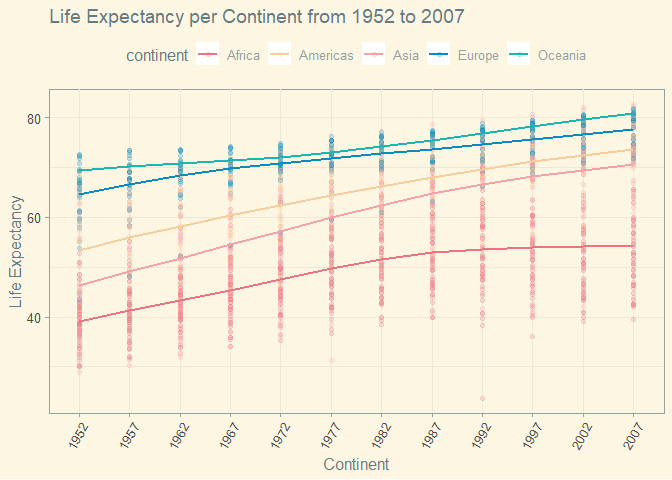 Life Expectancy per Continent from 1952 to 2007
continent Africa Americas Asia Europe Oceania
Life Expectancy
80
60
40
1952 1957 1962 1967 1972 1977 1982 1987 1992 1997 2002 2007
Continent